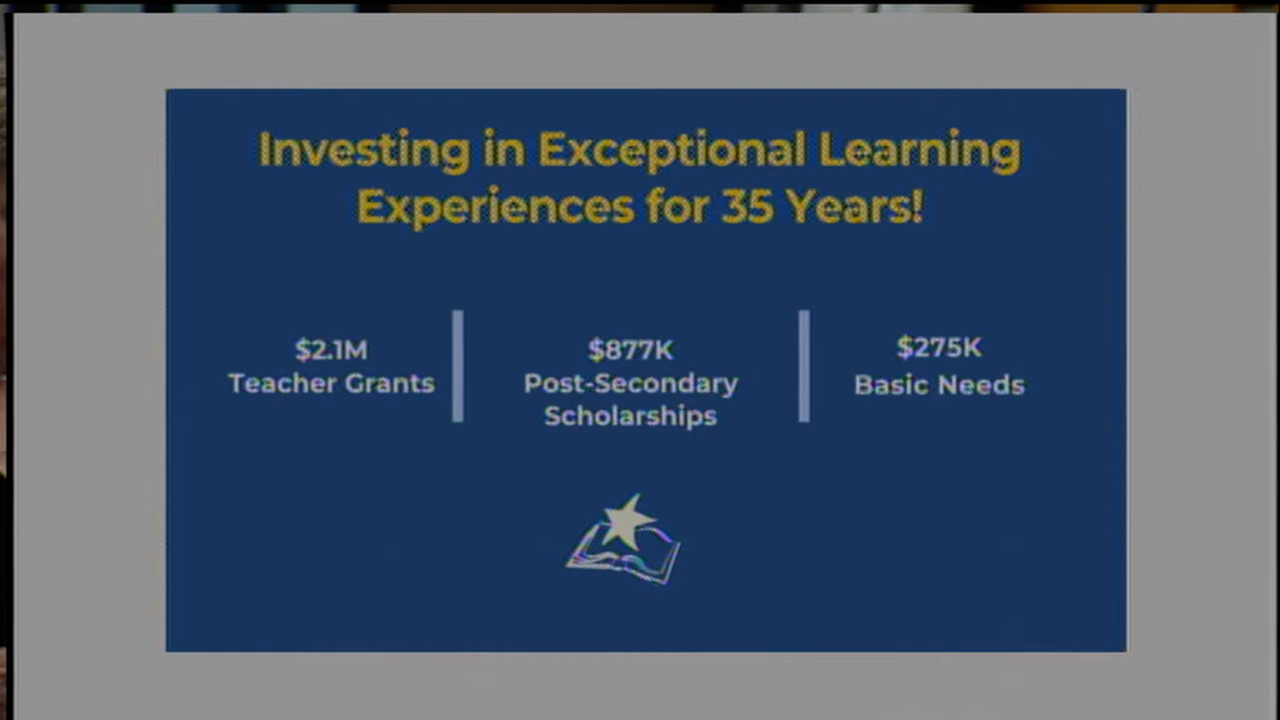 Investing in Exceptional Learning
Experiences for 35 Years!
$2.1M
Teacher Grants
$877K
Post-Secondary
Scholarships
$275K
Basic Needs